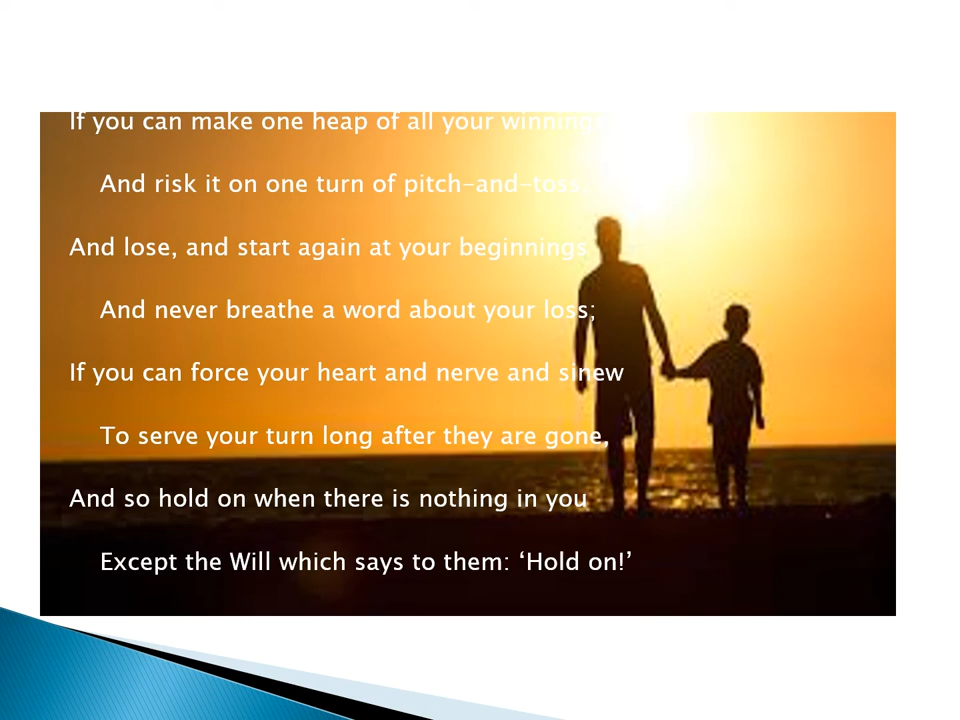 If you can make one heap of all your winnings
And risk it on one turn of pitch-and-toss,
And lose, and start again at your beginnings
And never breathe a word about your loss;
If you can force your heart and nerve and sinew
To serve your turn long after they are gone,
And so hold on when there is nothing in you
Except the Will which says to them: ‘Hold on!’